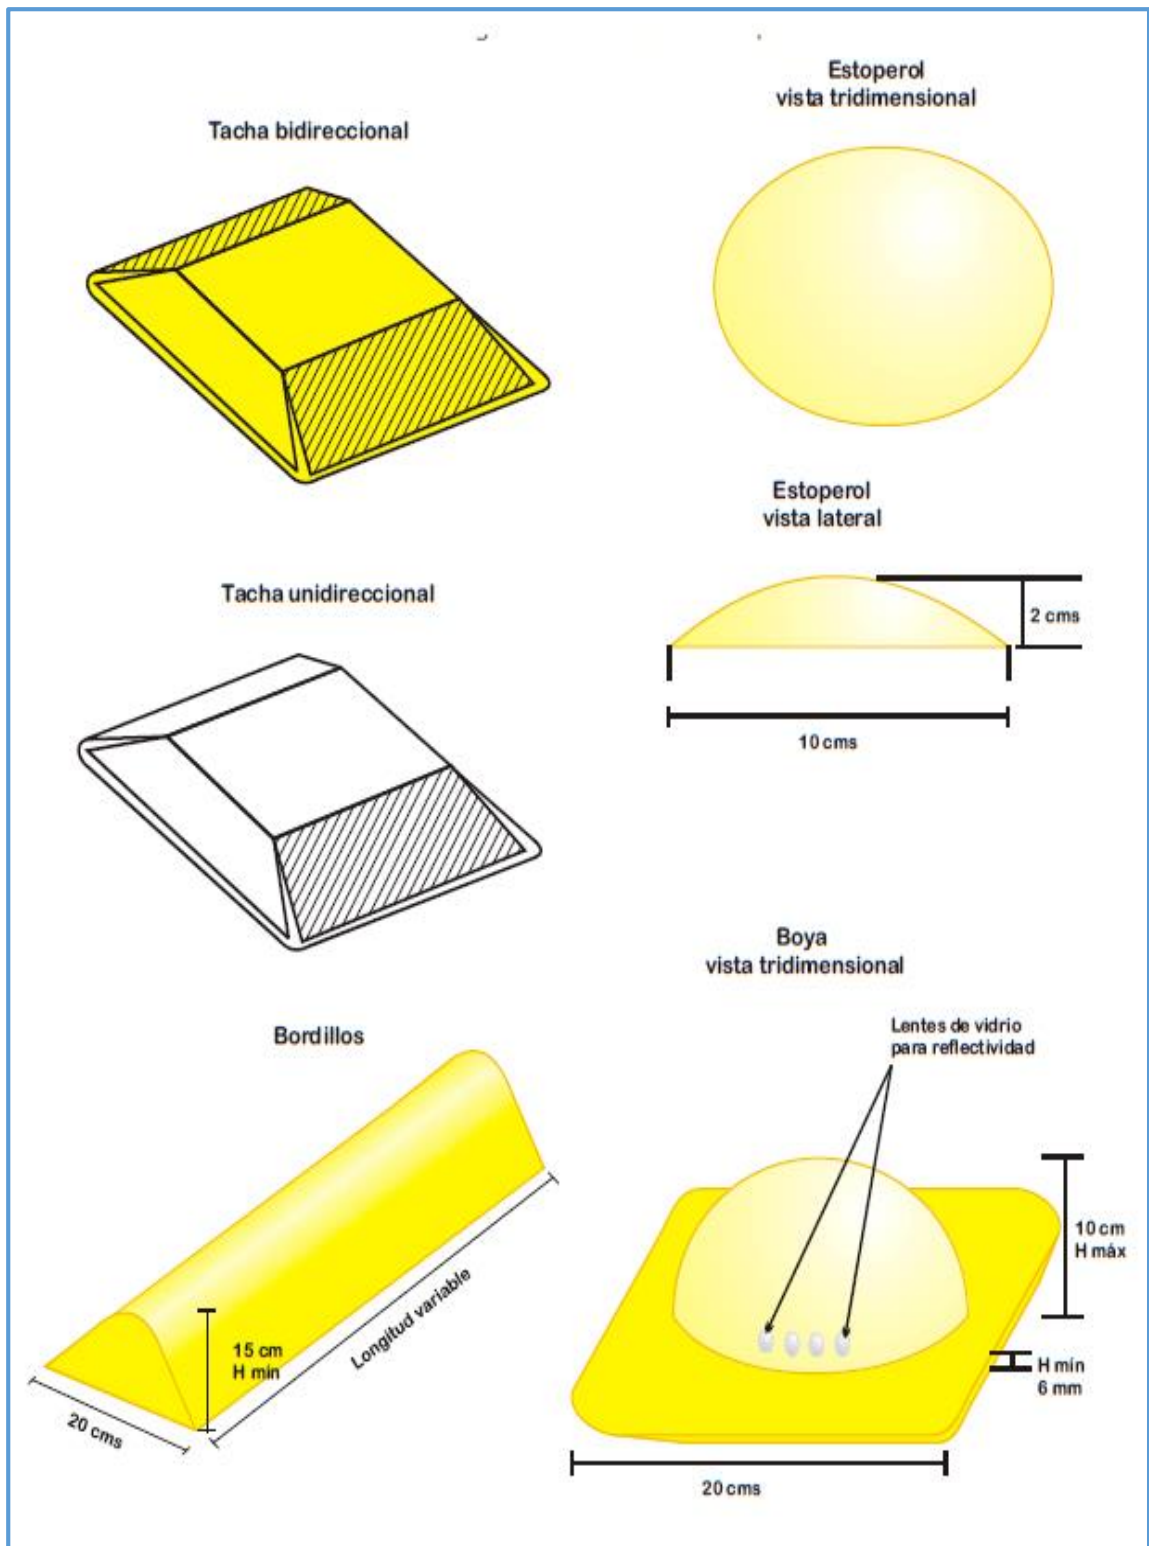 Tacha bidireccional
Estoperol
vista tridimensional
Estoperol
vista lateral
2 cms
10 cms
Tacha unidireccional
Boya
vista tridimensional
Lentes de vidrio
para reflectividad
10 cm
H máx
H mín
6 mm
20 cms
Bordillos
15 cm
H min
Longitud variable
20 cms